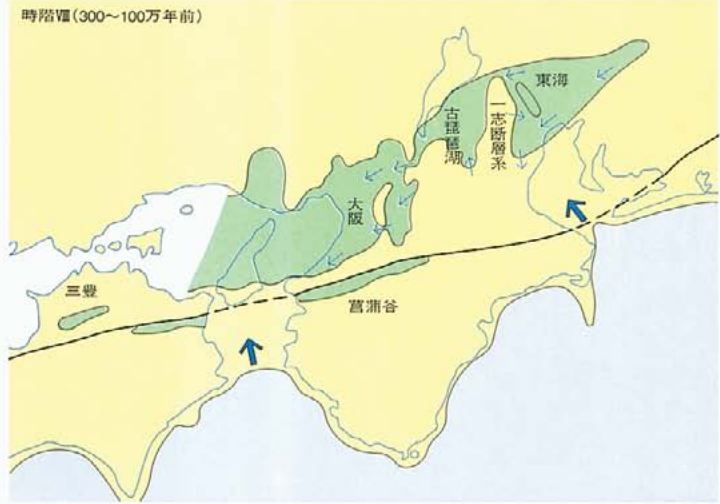 時階Ⅷ(300～100万年前)
東海
一志断層系
古琵琶湖
大阪
三豊
菖蒲谷